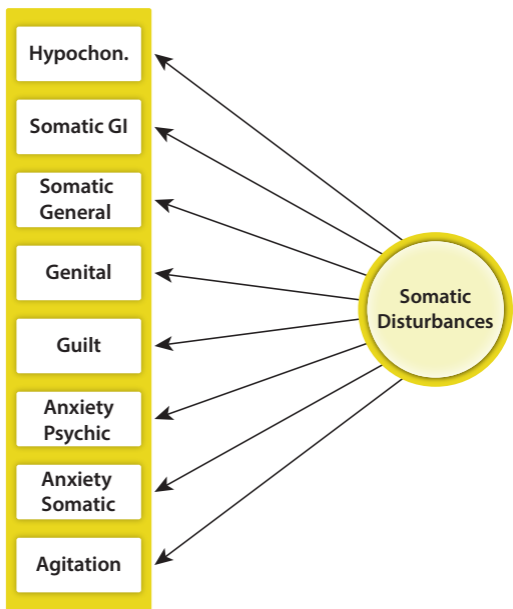 Hypochon.
Somatic GI
Somatic
General
Genital
Guilt
Anxiety
Psychic
Anxiety
Somatic
Agitation
Somatic
Disturbances